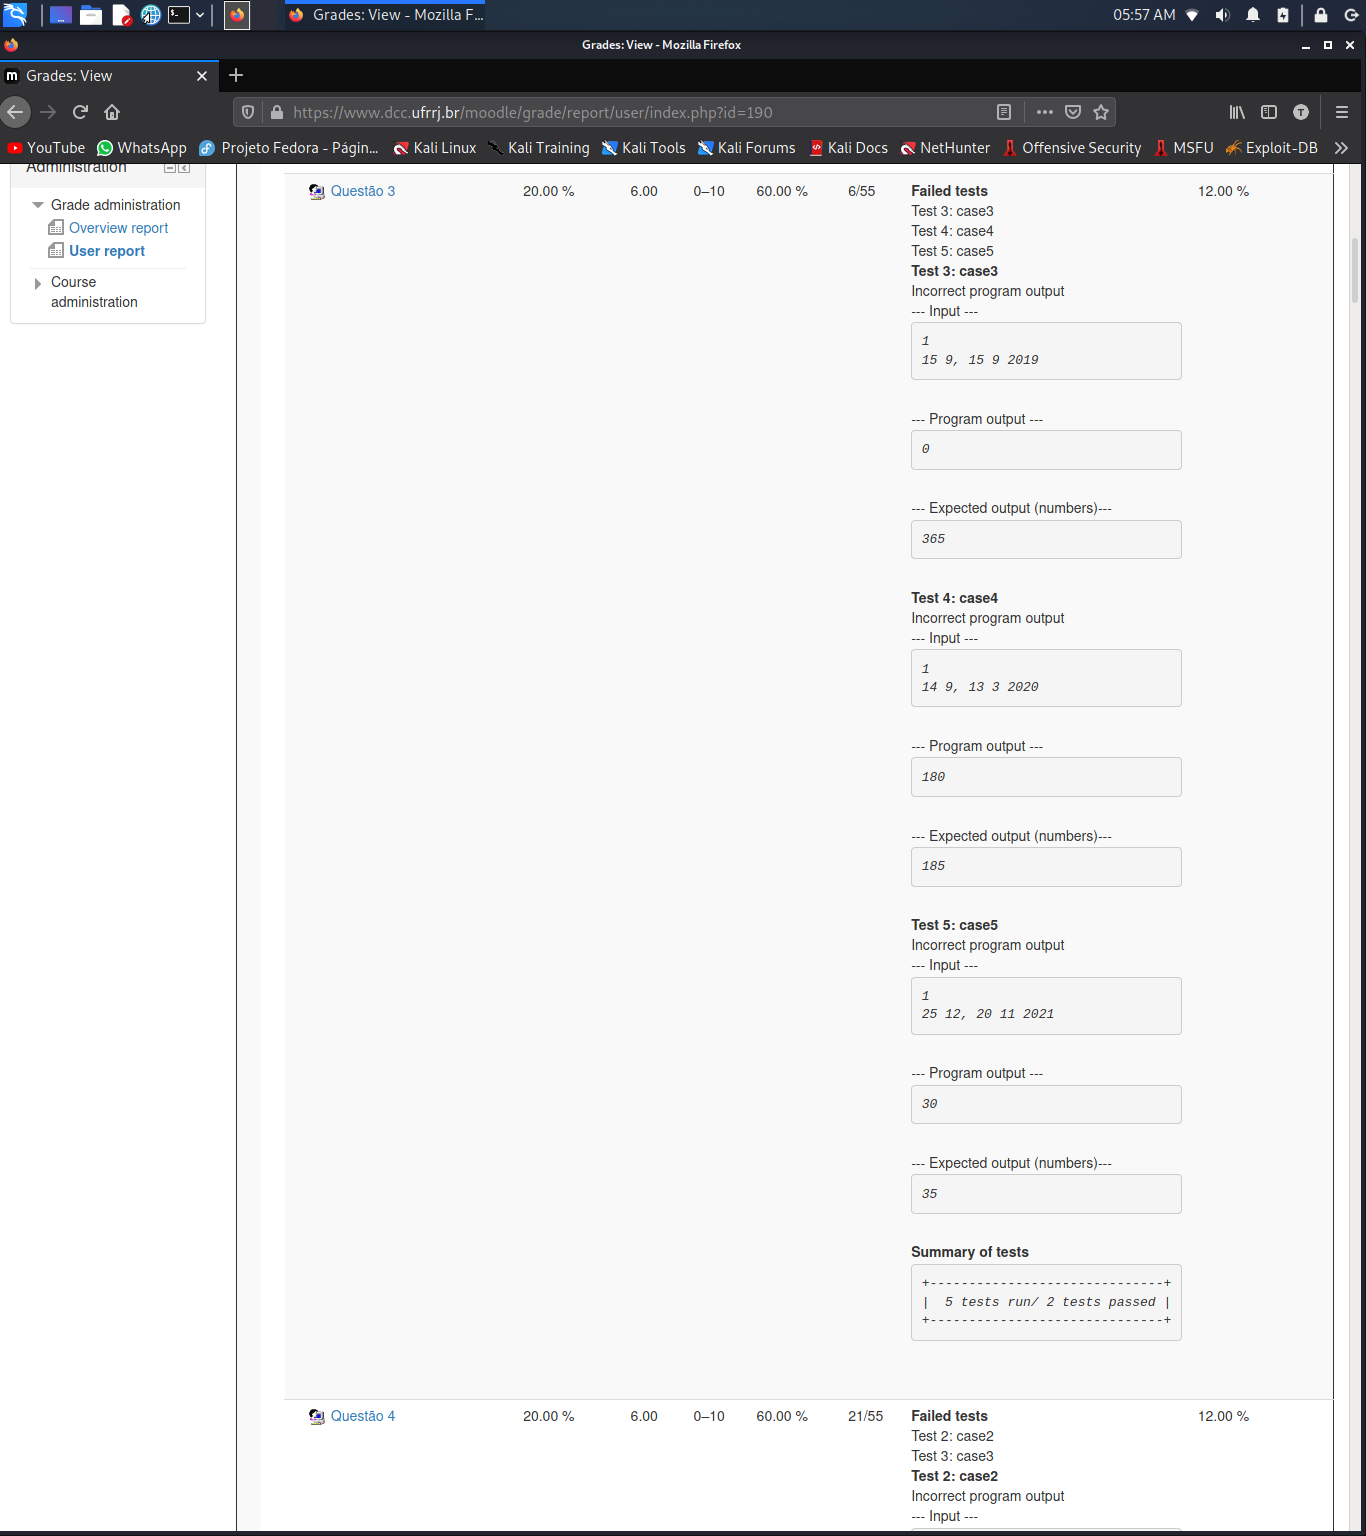 Grades: View - Mozilla F...
05:57 AM
Grades: View - Mozilla Firefox
Grades: View
https://www.dcc.ufrrj.br/moodle/grade/report/user/index.php?id=190
YouTube WhatsApp Projeto Fedora - Págin... Kali Linux Kali Training Kali Tools Kali Forums Kali Docs NetHunter Offensive Security MSFU Exploit-DB
Administration
Grade administration
Overview report
User report
Course
administration
Questão 3 20.00 % 6.00 0–10 60.00 % 6/55 Failed tests 12.00 %
Test 3: case3
Test 4: case4
Test 5: case5
Test 3: case3
Incorrect program output
--- Input ---
1
15 9, 15 9 2019
--- Program output ---
0
--- Expected output (numbers)---
365
Test 4: case4
Incorrect program output
--- Input ---
1
14 9, 13 3 2020
--- Program output ---
180
--- Expected output (numbers)---
185
Test 5: case5
Incorrect program output
--- Input ---
1
25 12, 20 11 2021
--- Program output ---
30
--- Expected output (numbers)---
35
Summary of tests
+------------------------------+
| 5 tests run/ 2 tests passed |
+------------------------------+
Questão 4 20.00 % 6.00 0–10 60.00 % 21/55 Failed tests 12.00 %
Test 2: case2
Test 3: case3
Test 2: case2
Incorrect program output
--- Input ---